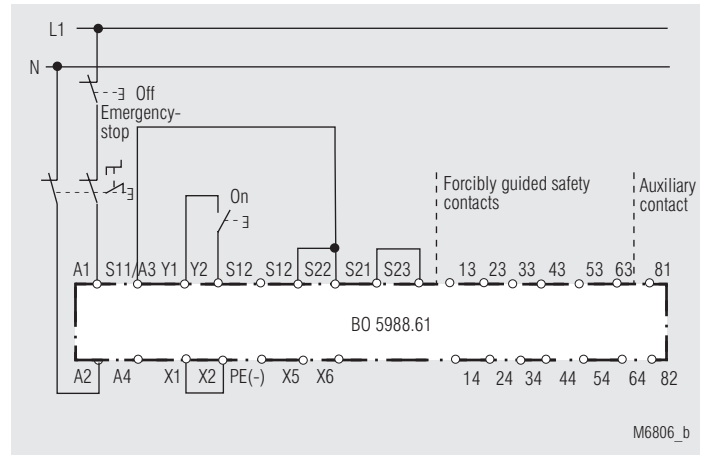 L1
N
Off
Emergency-
stop
On
Forcibly guided safety
contacts
Auxiliary
contact
A1 S11/A3 Y1 Y2 S12 S12 S22 S21 S23 13 23 33 43 53 63 81
BO 5988.61
A2 A4 X1 X2 PE(-) X5 X6 14 24 34 44 54 64 82
M6806_b